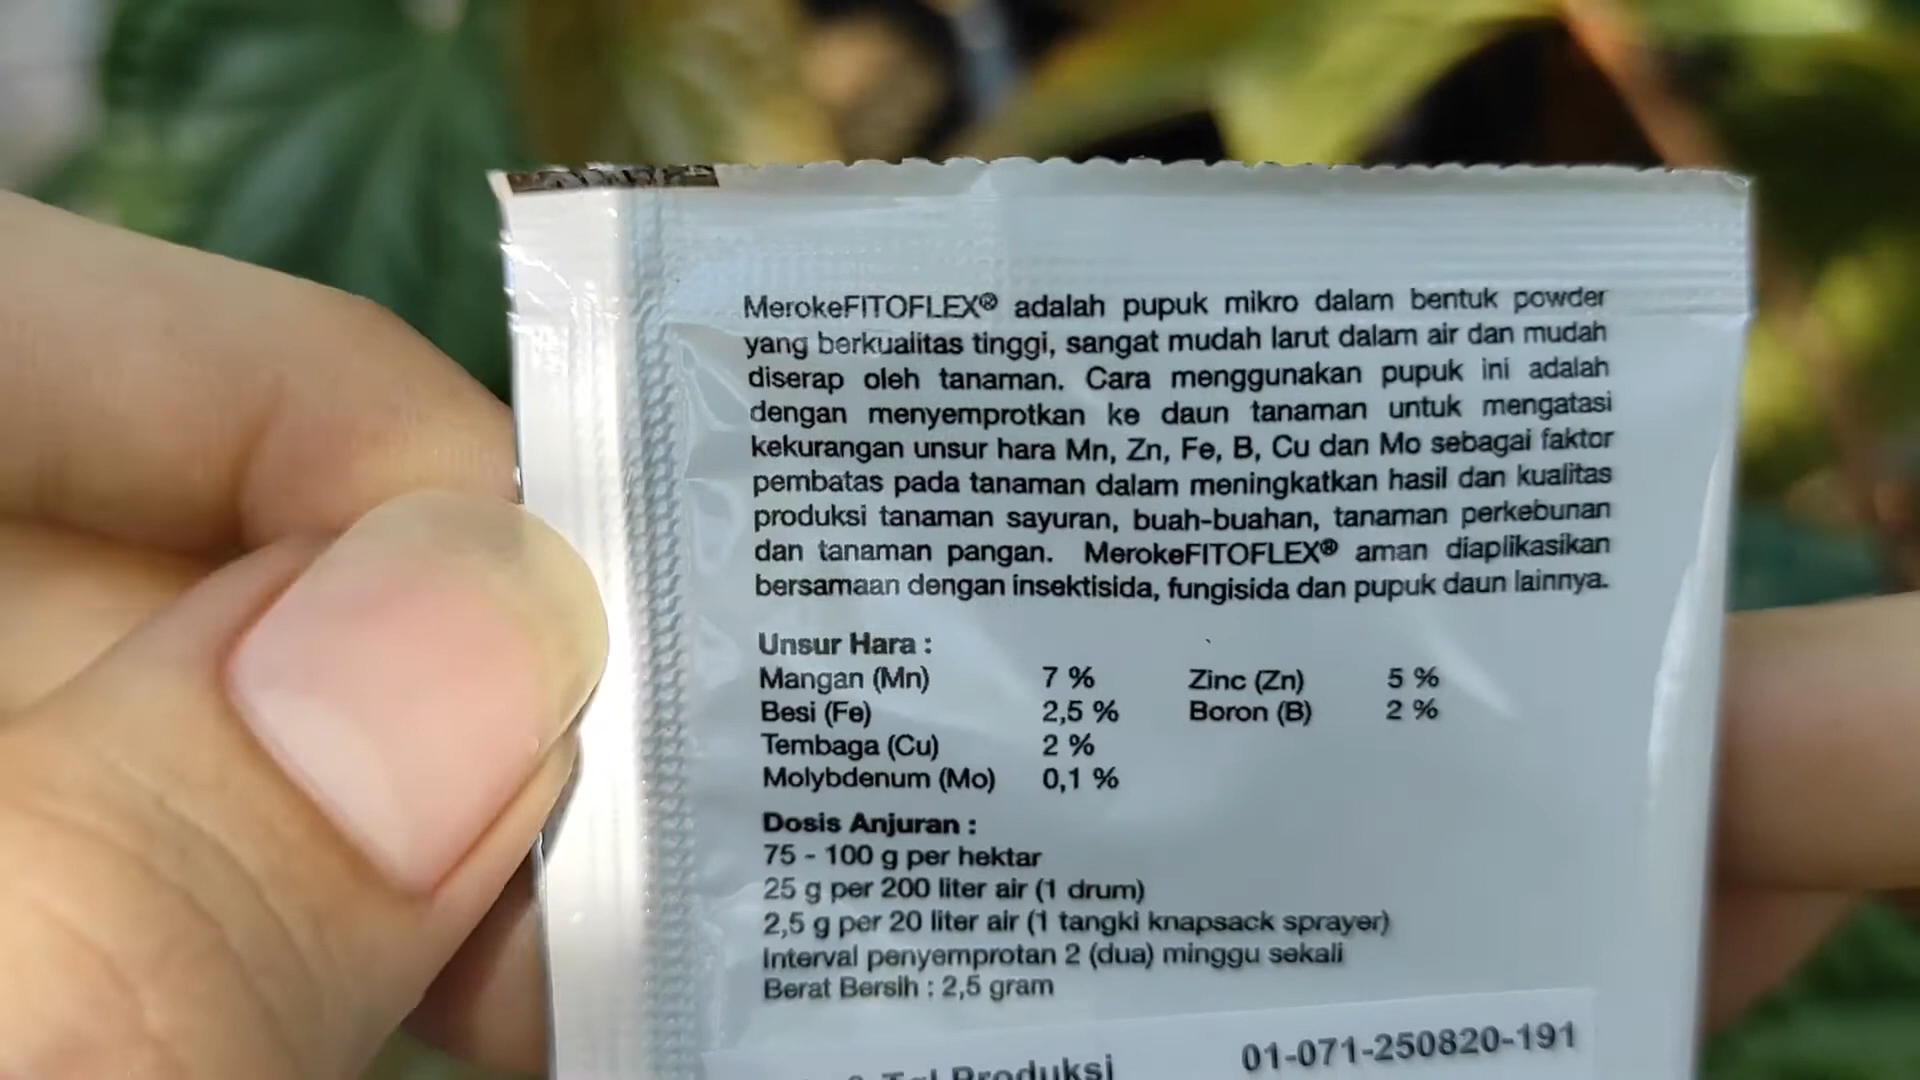 MerokeFITOFLEX® adalah pupuk mikro dalam bentuk powder
yang berkualitas tinggi, sangat mudah larut dalam air dan mudah
diserap oleh tanaman. Cara menggunakan pupuk ini adalah
dengan menyemprotkan ke daun tanaman untuk mengatasi
kekurangan unsur hara Mn, Zn, Fe, B, Cu dan Mo sebagai faktor
pembatas pada tanaman dalam meningkatkan hasil dan kualitas
produksi tanaman sayuran, buah-buahan, tanaman perkebunan
dan tanaman pangan. MerokeFITOFLEX® aman diaplikasikan
bersamaan dengan insektisida, fungisida dan pupuk daun lainnya.
Unsur Hara :
Mangan (Mn) 7 % Zinc (Zn) 5 %
Besi (Fe) 2,5 % Boron (B) 2 %
Tembaga (Cu) 2 %
Molybdenum (Mo) 0,1 %
Dosis Anjuran :
75 - 100 g per hektar
25 g per 200 liter air (1 drum)
2,5 g per 20 liter air (1 tangki knapsack sprayer)
Interval penyemprotan 2 (dua) minggu sekali
Berat Bersih : 2,5 gram
Tgl Produksi 01-071-250820-191